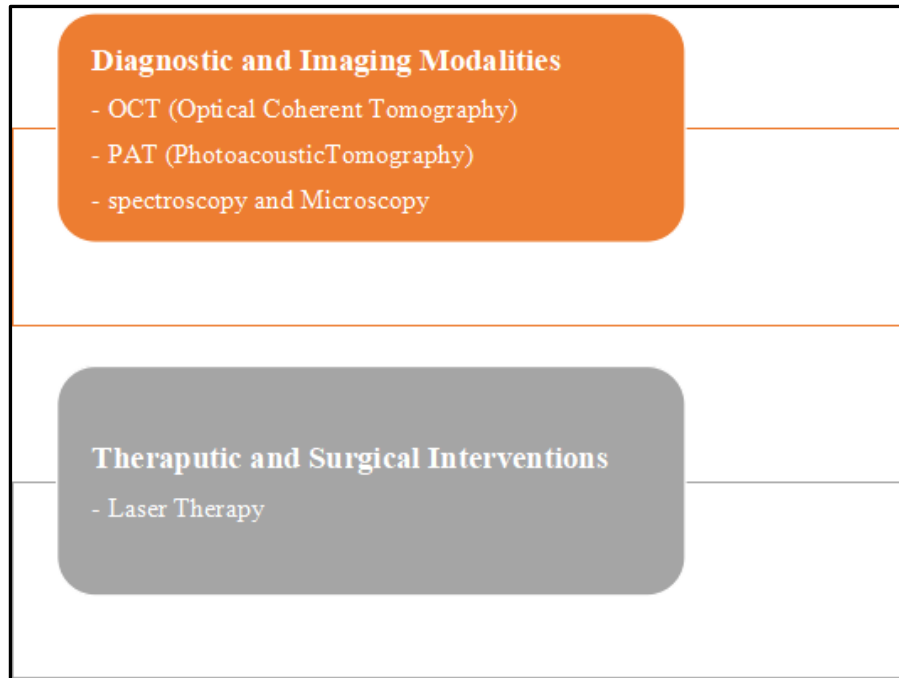 Diagnostic and Imaging Modalities
- OCT (Optical Coherent Tomography)
- PAT (PhotoacousticTomography)
- spectroscopy and Microscopy
Theraputic and Surgical Interventions
- Laser Therapy